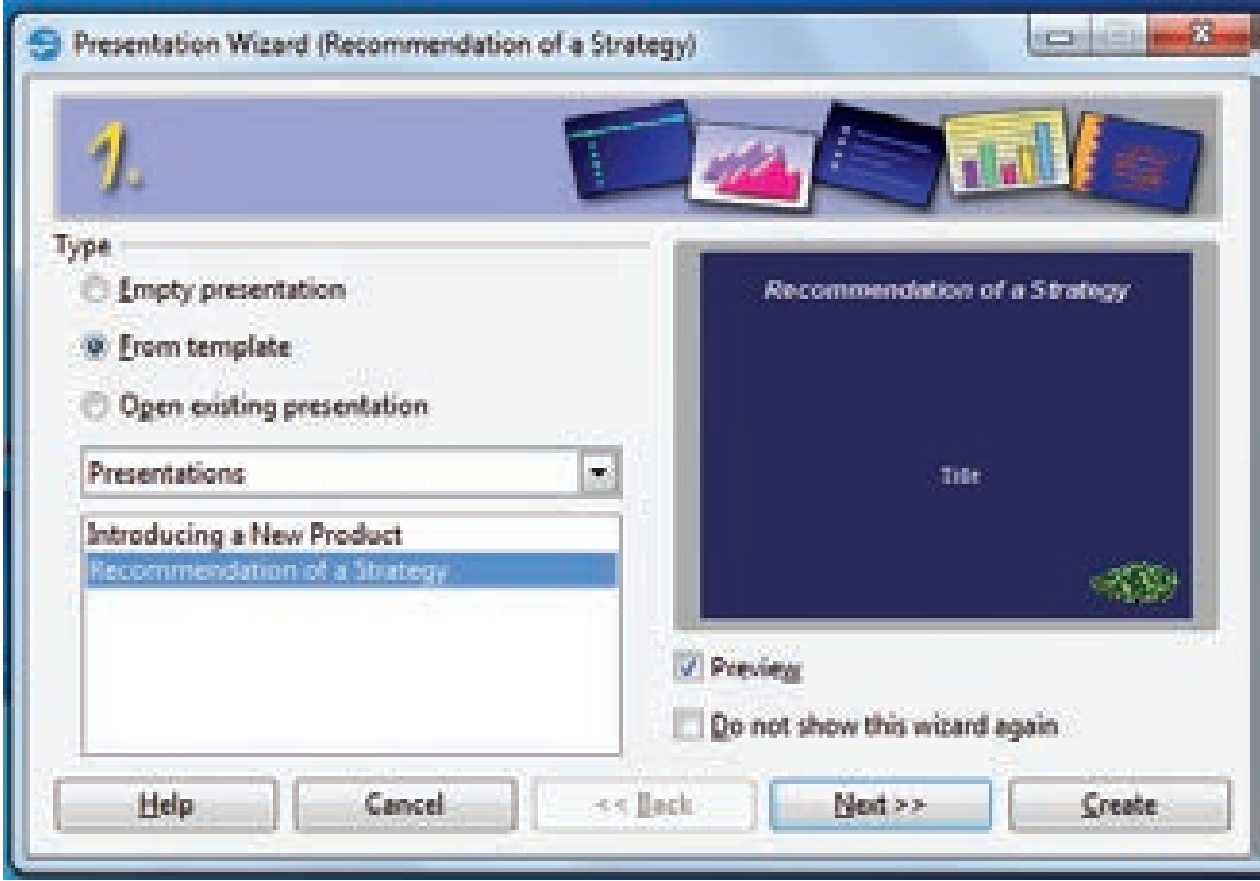 Presentation Wizard (Recommendation of a Strategy)
1.
Type
Empty presentation
From template
Open existing presentation
Presentations
Introducing a New Product
Recommendation of a Strategy
Recommendation of a Strategy
Title
Preview
Do not show this wizard again
Help
Cancel
<< Back
Next >>
Create